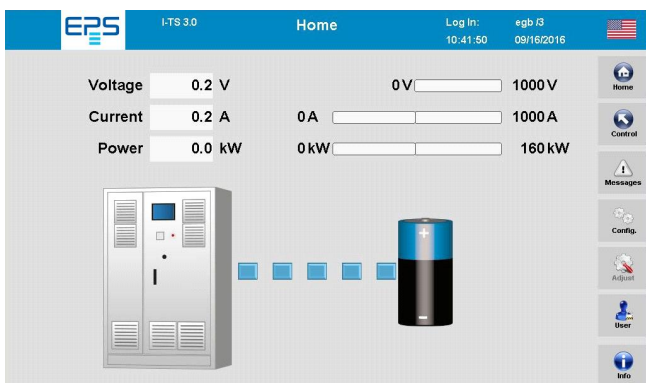 EPS
I-TS 3.0
Home
Log In:
egb /3
10:41:50
09/16/2016
Voltage 0.2 V
0 V 1000 V
Current 0.2 A
0 A 1000 A
Power 0.0 kW
0 kW 160 kW
Home
Control
Messages
Config.
Adjust
User
Info